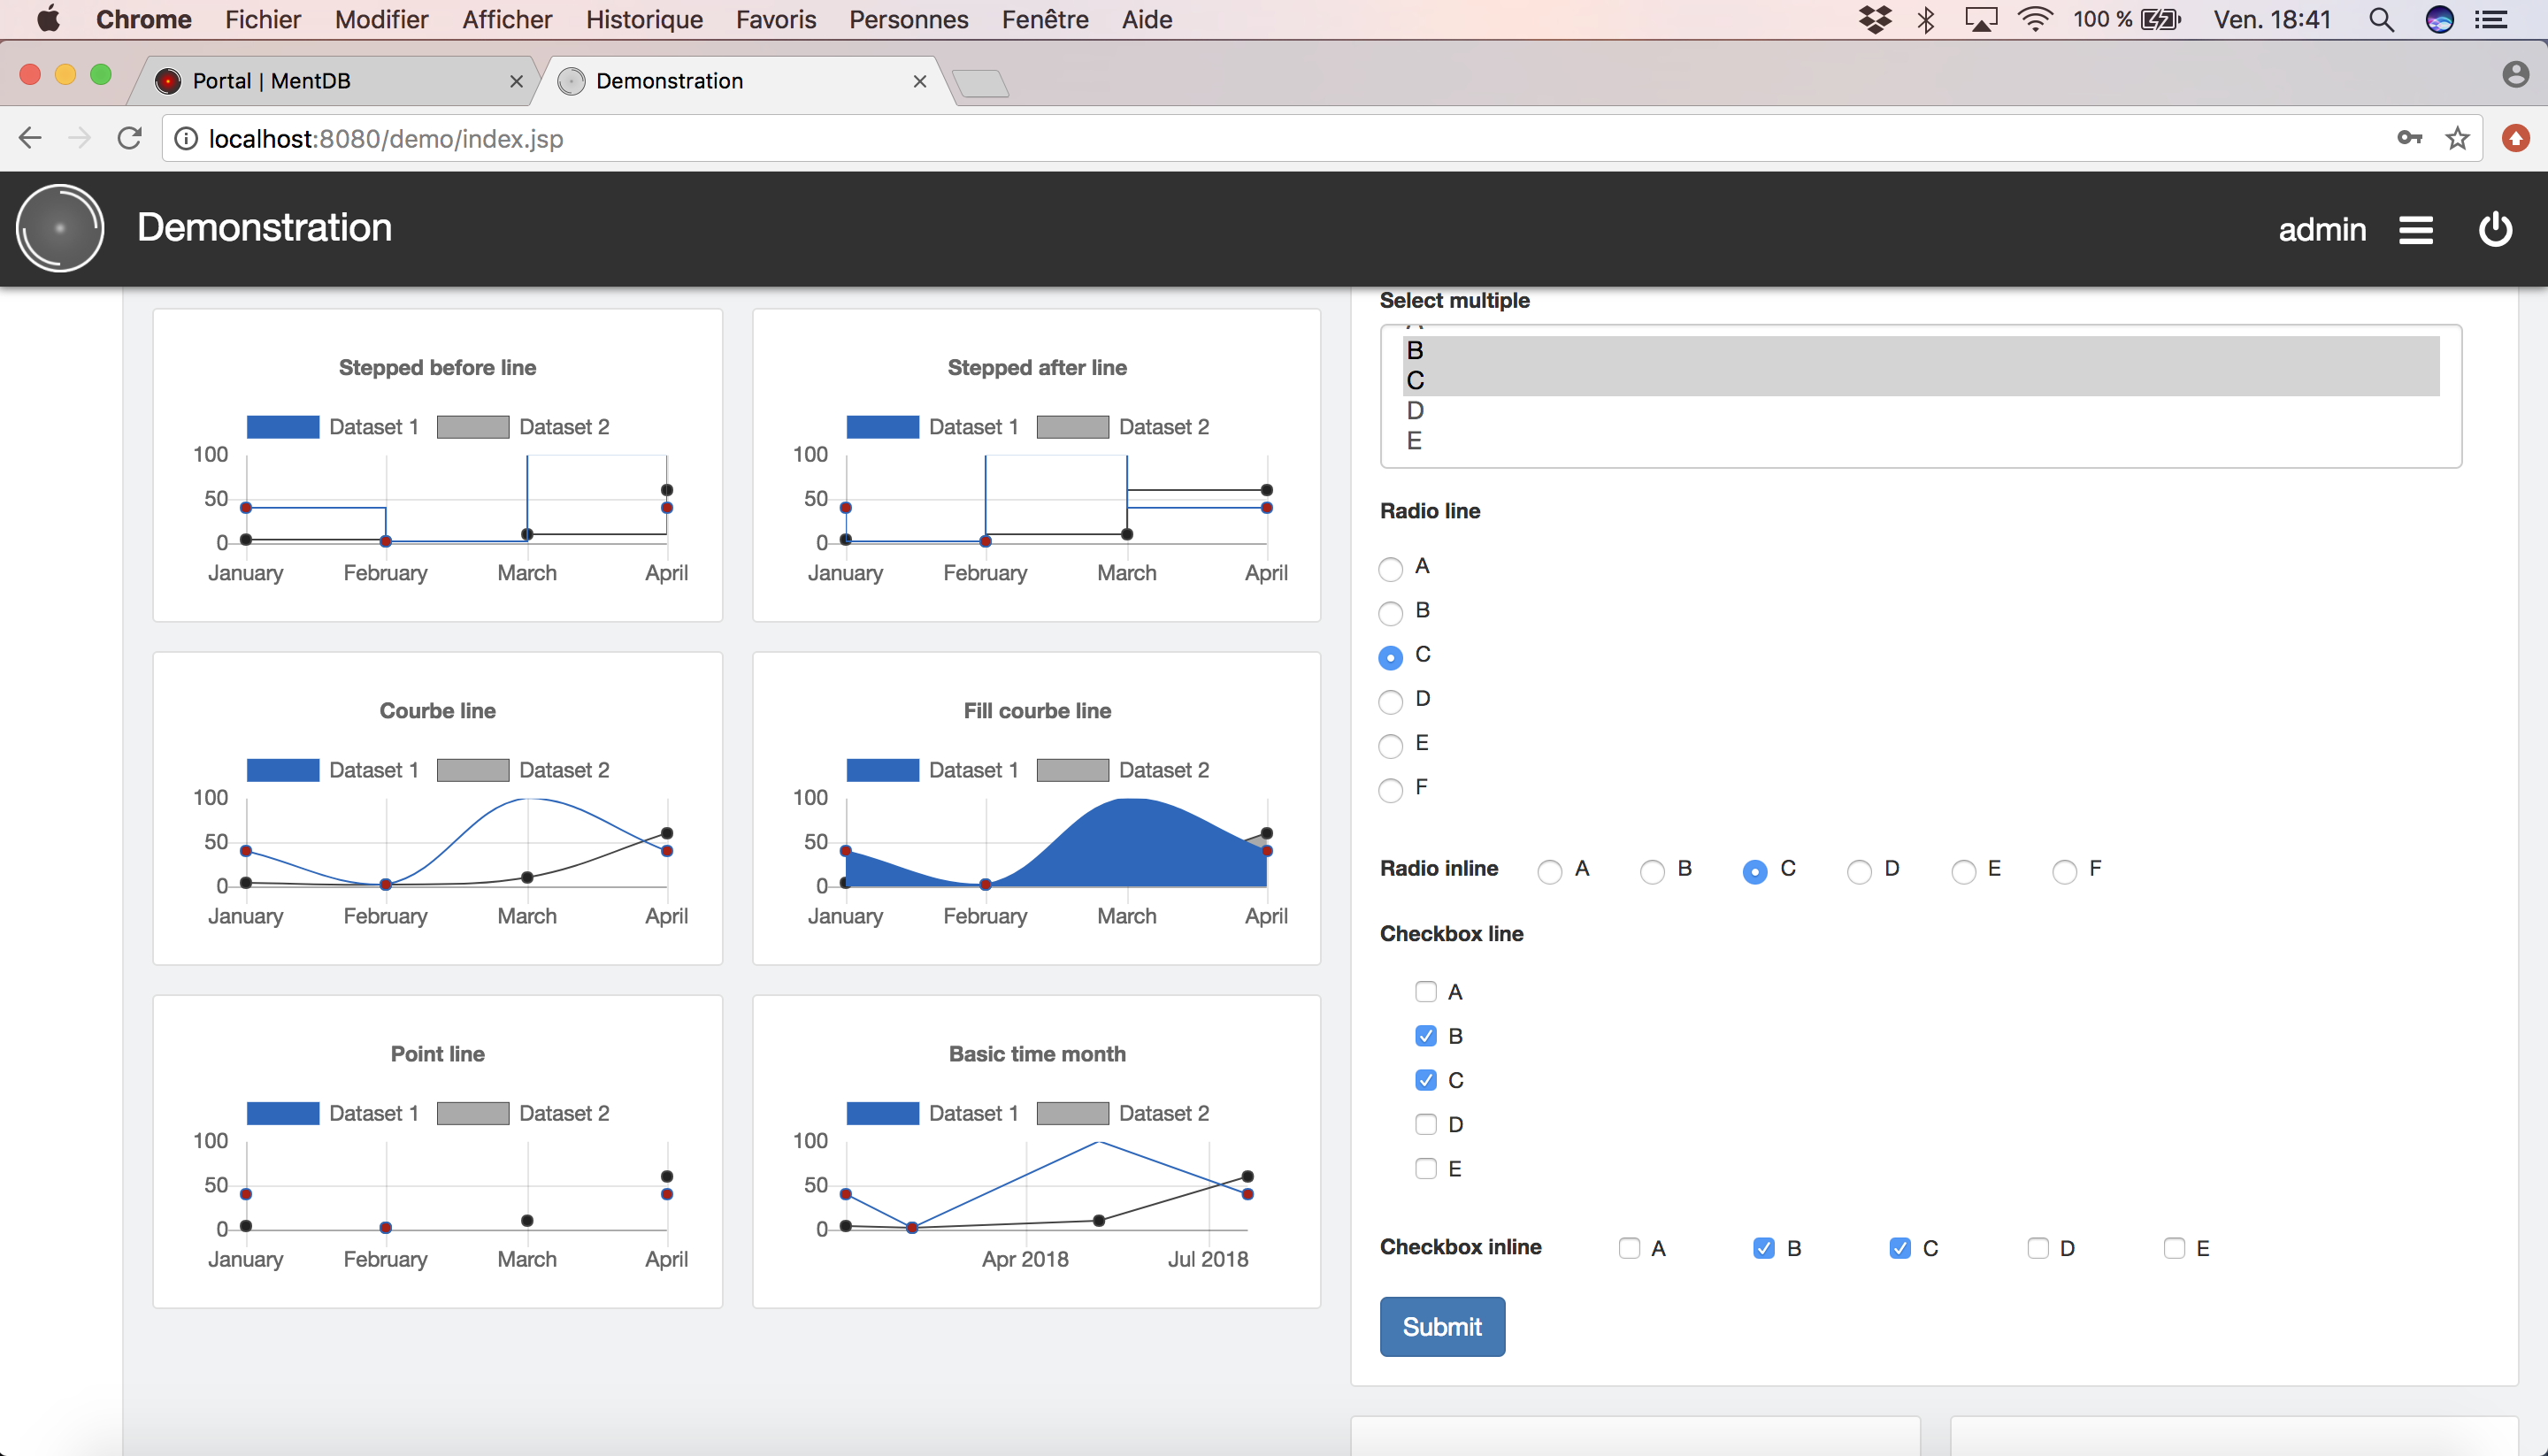 Chrome Fichier Modifier Afficher Historique Favoris Personnes Fenêtre Aide 100 % Ven. 18:41
Portal | MentDB
Demonstration
localhost:8080/demo/index.jsp
Demonstration
admin
Stepped before line
Dataset 1 Dataset 2
100
50
0
January February March April
Stepped after line
Dataset 1 Dataset 2
100
50
0
January February March April
Courbe line
Dataset 1 Dataset 2
100
50
0
January February March April
Fill courbe line
Dataset 1 Dataset 2
100
50
0
January February March April
Point line
Dataset 1 Dataset 2
100
50
0
January February March April
Basic time month
Dataset 1 Dataset 2
100
50
0
Apr 2018 Jul 2018
Select multiple
B
C
D
E
Radio line
A
B
C
D
E
F
Radio inline A B C D E F
Checkbox line
A
B
C
D
E
Checkbox inline A B C D E
Submit